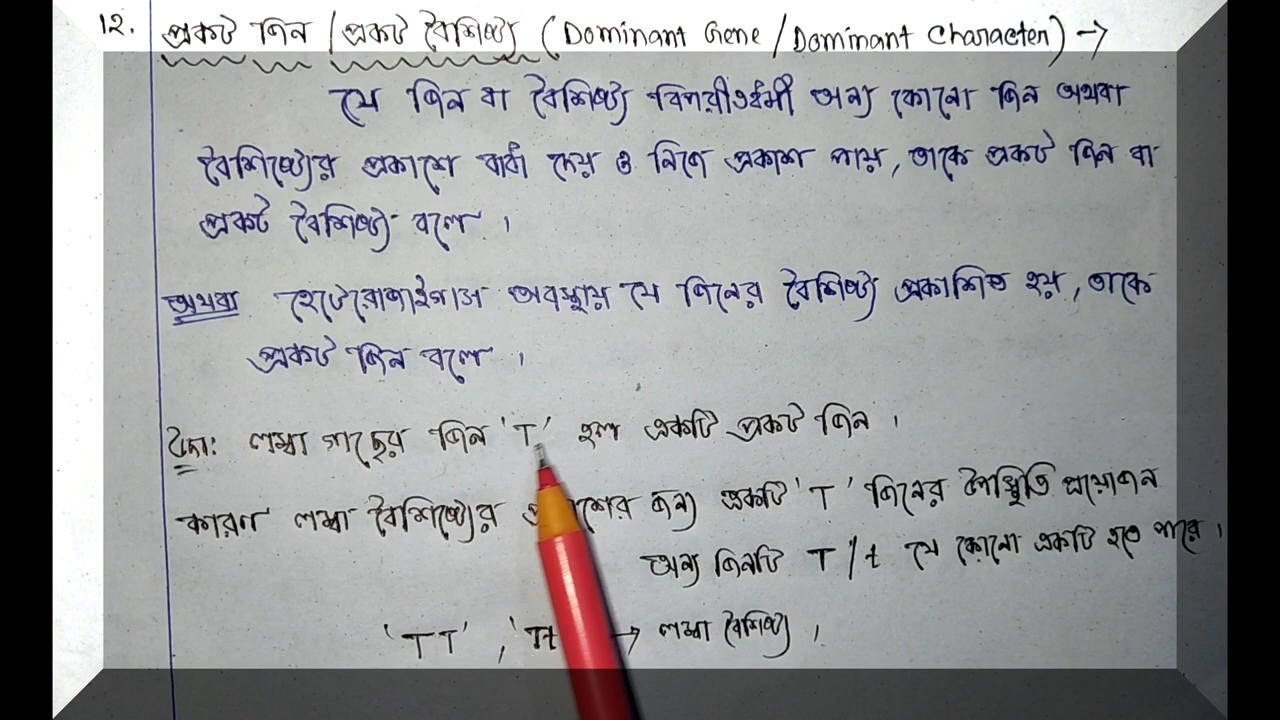 12. প্রকট জিন / প্রকট বৈশিষ্ট্য (Dominant Gene / Dominant Character) →
যে জিন বা বৈশিষ্ট্য বিপরীতধর্মী অন্য কোনো জিন অথবা
বৈশিষ্ট্যের প্রকাশে বাধা দেয় ও নিজে প্রকাশ পায়, তাকে প্রকট জিন বা
প্রকট বৈশিষ্ট্য বলে ।
অথবা হেটেরোজাইগাস অবস্থায় যে জিনের বৈশিষ্ট্য প্রকাশিত হয়, তাকে
প্রকট জিন বলে ।
উদা: লম্বা গাছের জিন 'T' হল একটি প্রকট জিন ।
কারণ লম্বা বৈশিষ্ট্যের জন্য একটি 'T' জিনের উপস্থিতি প্রয়োজন
অন্য জিনটি T / t যে কোনো একটি হতে পারে ।
'TT' , 'Tt → লম্বা বৈশিষ্ট্য ।